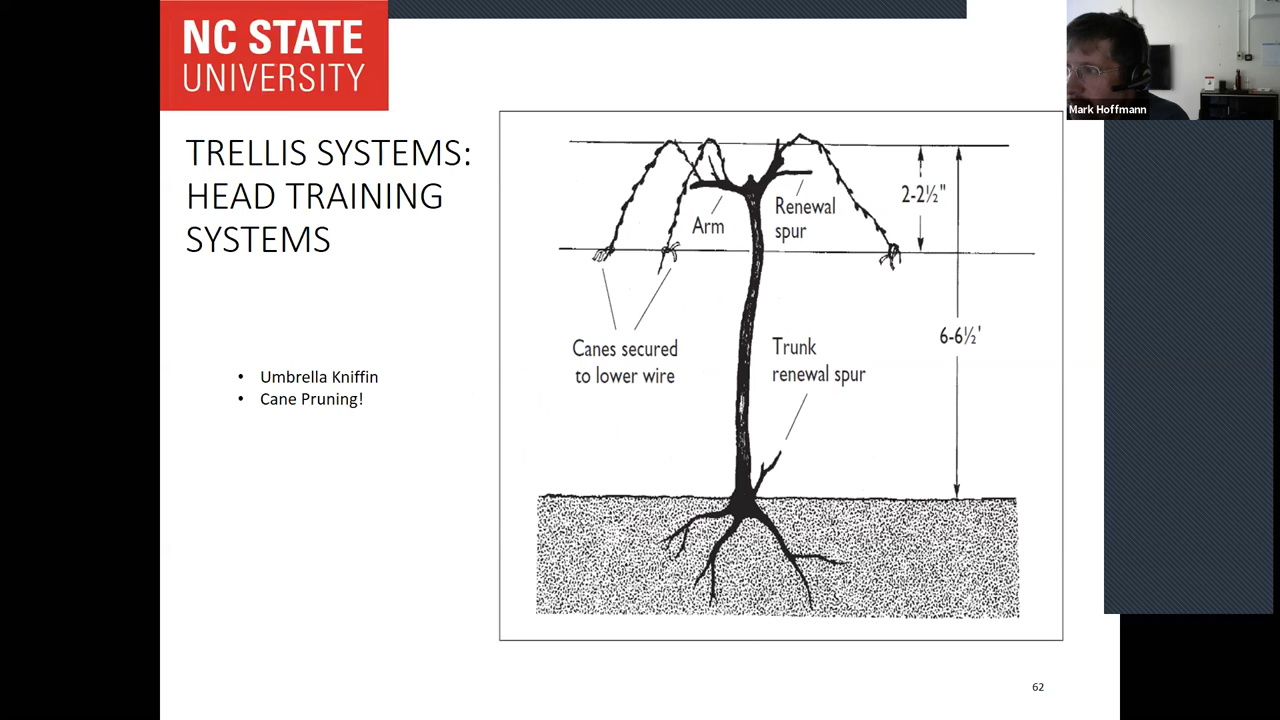 NC STATE
UNIVERSITY
Mark Hoffmann
TRELLIS SYSTEMS:
HEAD TRAINING
SYSTEMS
• Umbrella Kniffin
• Cane Pruning!
2-2½"
Arm
Renewal
spur
6-6½'
Canes secured
to lower wire
Trunk
renewal spur
62